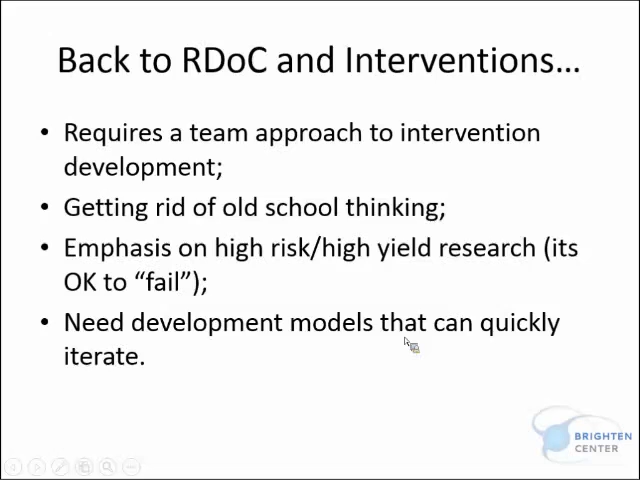 Back to RDoC and Interventions...
• Requires a team approach to intervention
development;
• Getting rid of old school thinking;
• Emphasis on high risk/high yield research (its
OK to “fail”);
• Need development models that can quickly
iterate.
BRIGHTEN
CENTER